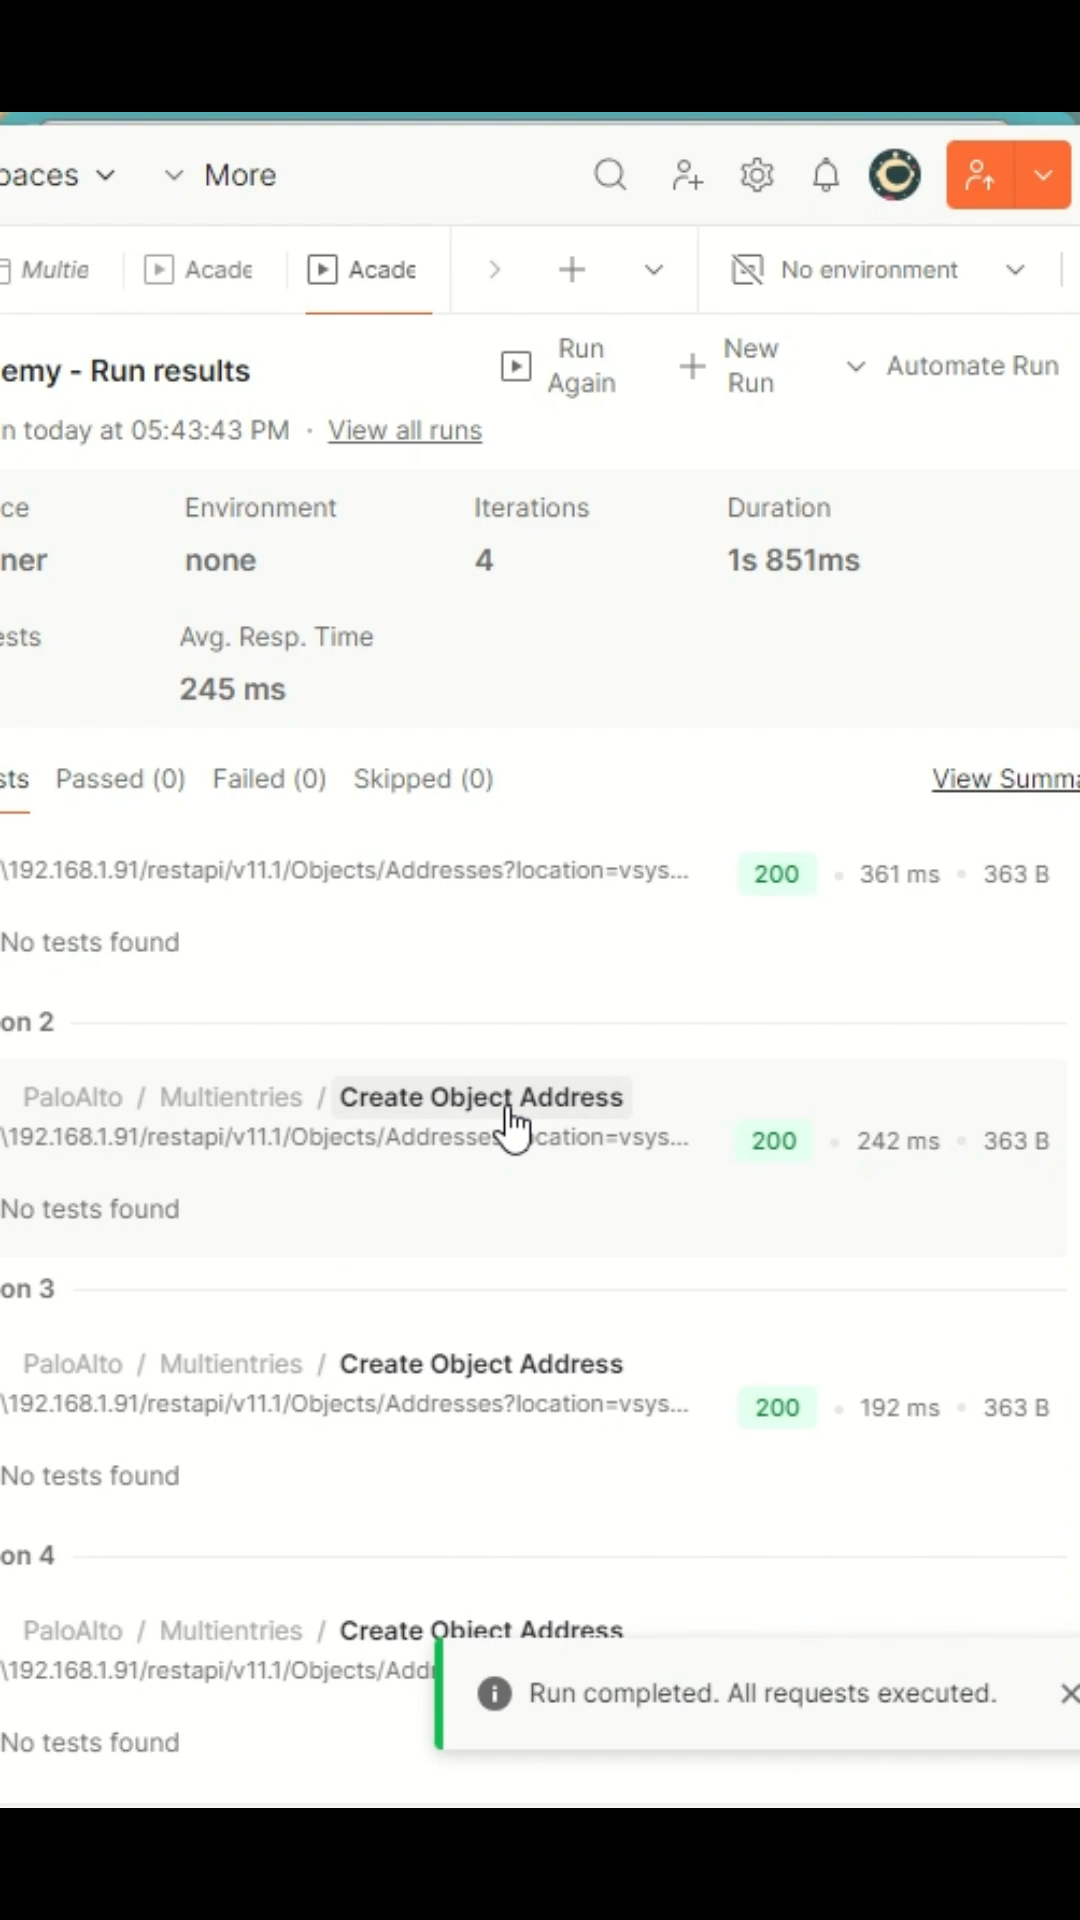 paces More
Multie Acade Acade No environment
emy - Run results Run Again New Run Automate Run
n today at 05:43:43 PM · View all runs
ce Environment Iterations Duration
ner none 4 1s 851ms
ests Avg. Resp. Time
245 ms
sts Passed (0) Failed (0) Skipped (0) View Summa
\192.168.1.91/restapi/v11.1/Objects/Addresses?location=vsys... 200 361 ms 363 B
No tests found
on 2
PaloAlto / Multientries / Create Object Address
\192.168.1.91/restapi/v11.1/Objects/Addresse ocation=vsys... 200 242 ms 363 B
No tests found
on 3
PaloAlto / Multientries / Create Object Address
\192.168.1.91/restapi/v11.1/Objects/Addresses?location=vsys... 200 192 ms 363 B
No tests found
on 4
PaloAlto / Multientries / Create Object Address
\192.168.1.91/restapi/v11.1/Objects/Add
Run completed. All requests executed.
No tests found